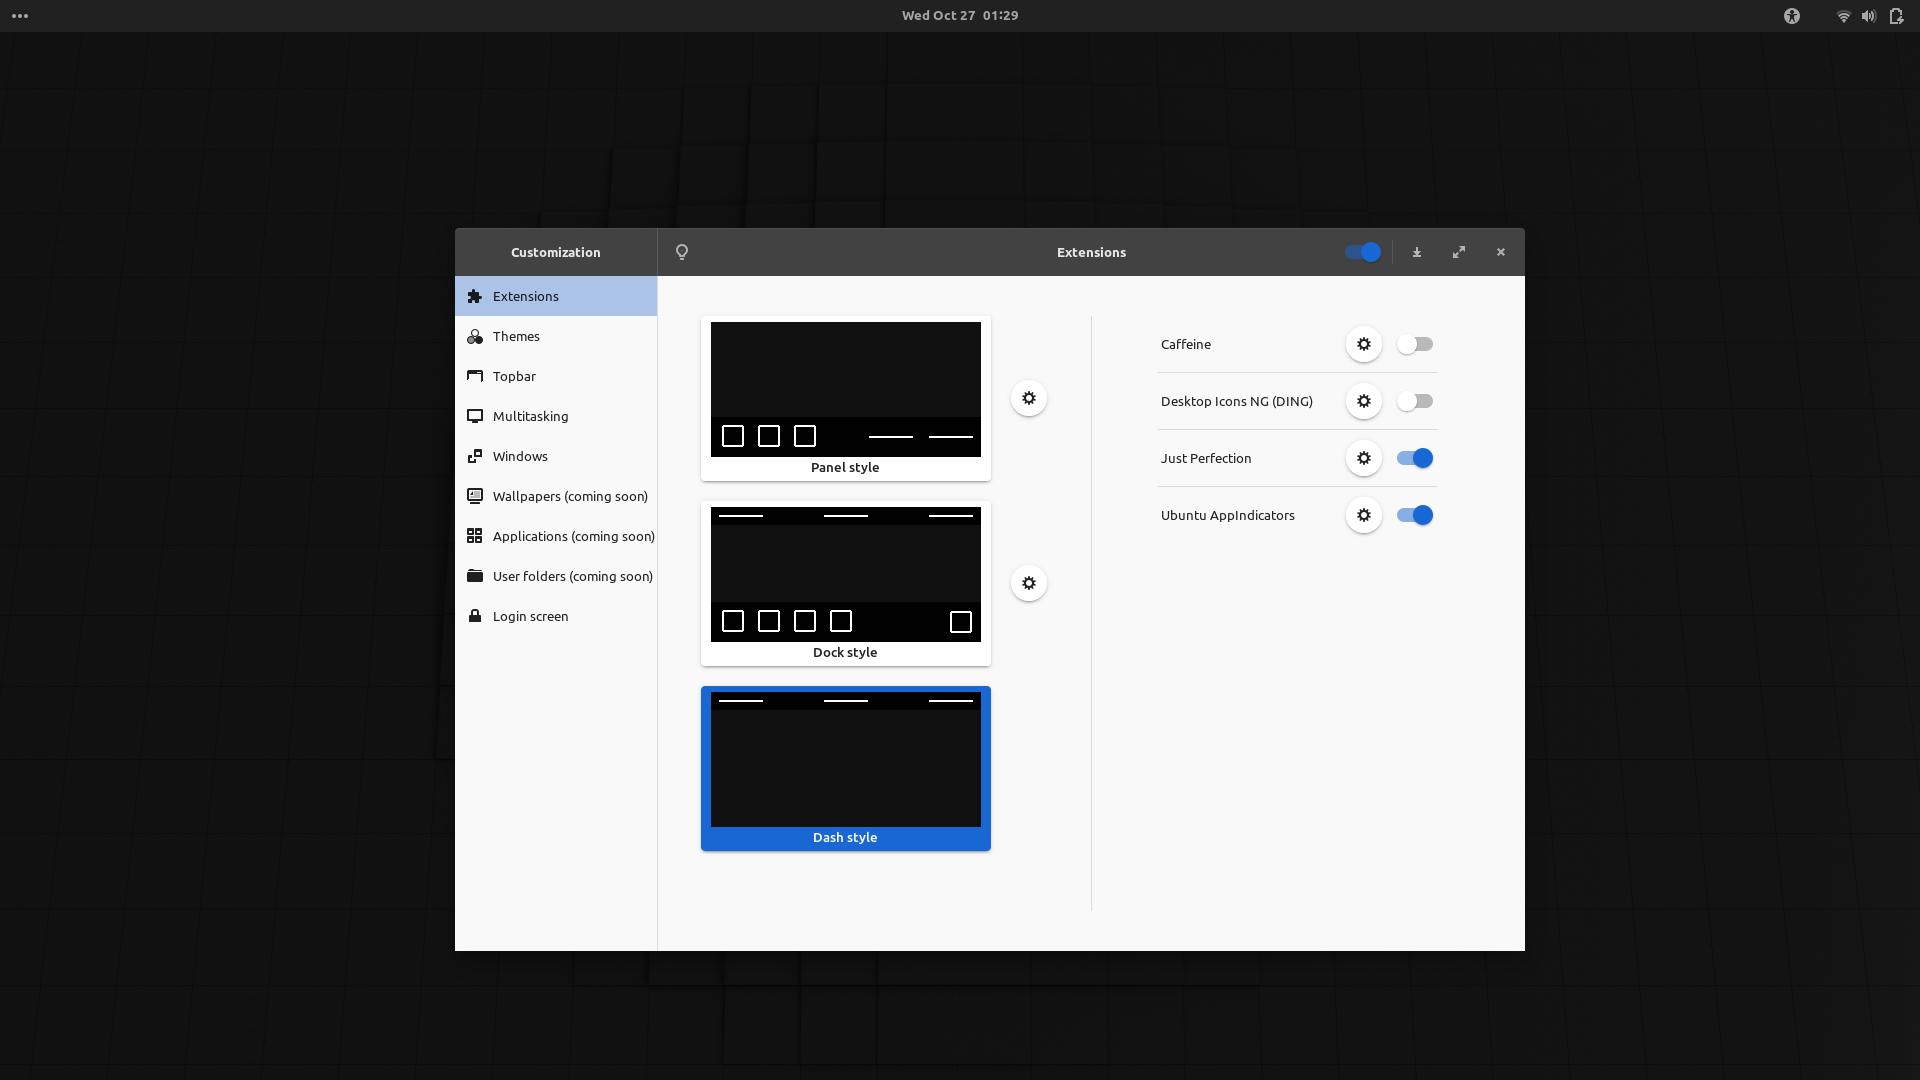 Wed Oct 27 01:29
Customization
Extensions
Extensions
Themes
Topbar
Multitasking
Windows
Wallpapers (coming soon)
Applications (coming soon)
User folders (coming soon)
Login screen
Panel style
Dock style
Dash style
Caffeine
Desktop Icons NG (DING)
Just Perfection
Ubuntu AppIndicators